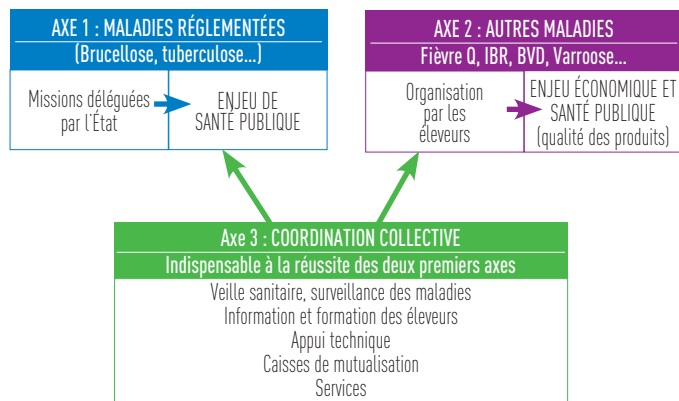 AXE 1 : MALADIES RÉGLEMENTÉES
(Brucellose, tuberculose...)
Missions déléguées
par l'État
ENJEU DE
SANTÉ PUBLIQUE
AXE 2 : AUTRES MALADIES
Fièvre Q, IBR, BVD, Varroose...
Organisation
par les
éleveurs
ENJEU ÉCONOMIQUE ET
SANTÉ PUBLIQUE
(qualité des produits)
Axe 3 : COORDINATION COLLECTIVE
Indispensable à la réussite des deux premiers axes
Veille sanitaire, surveillance des maladies
Information et formation des éleveurs
Appui technique
Caisses de mutualisation
Services